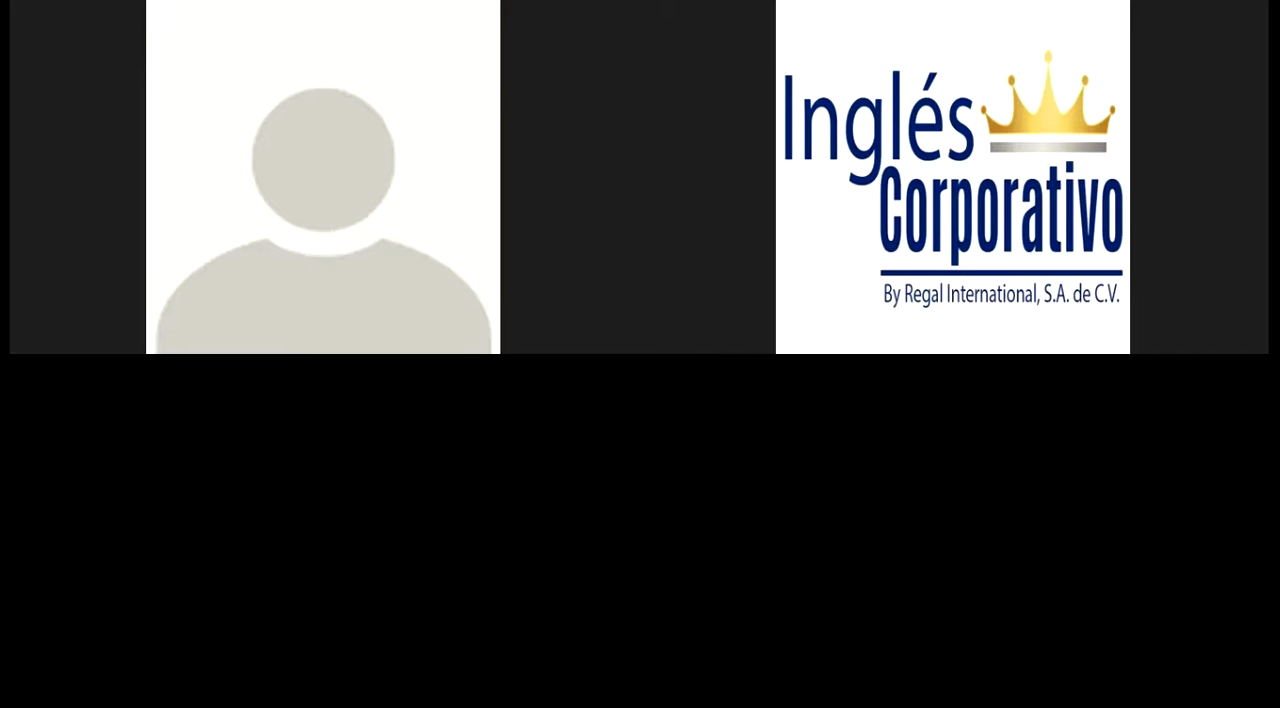 Inglés
Corporativo
By Regal International, S.A. de C.V.